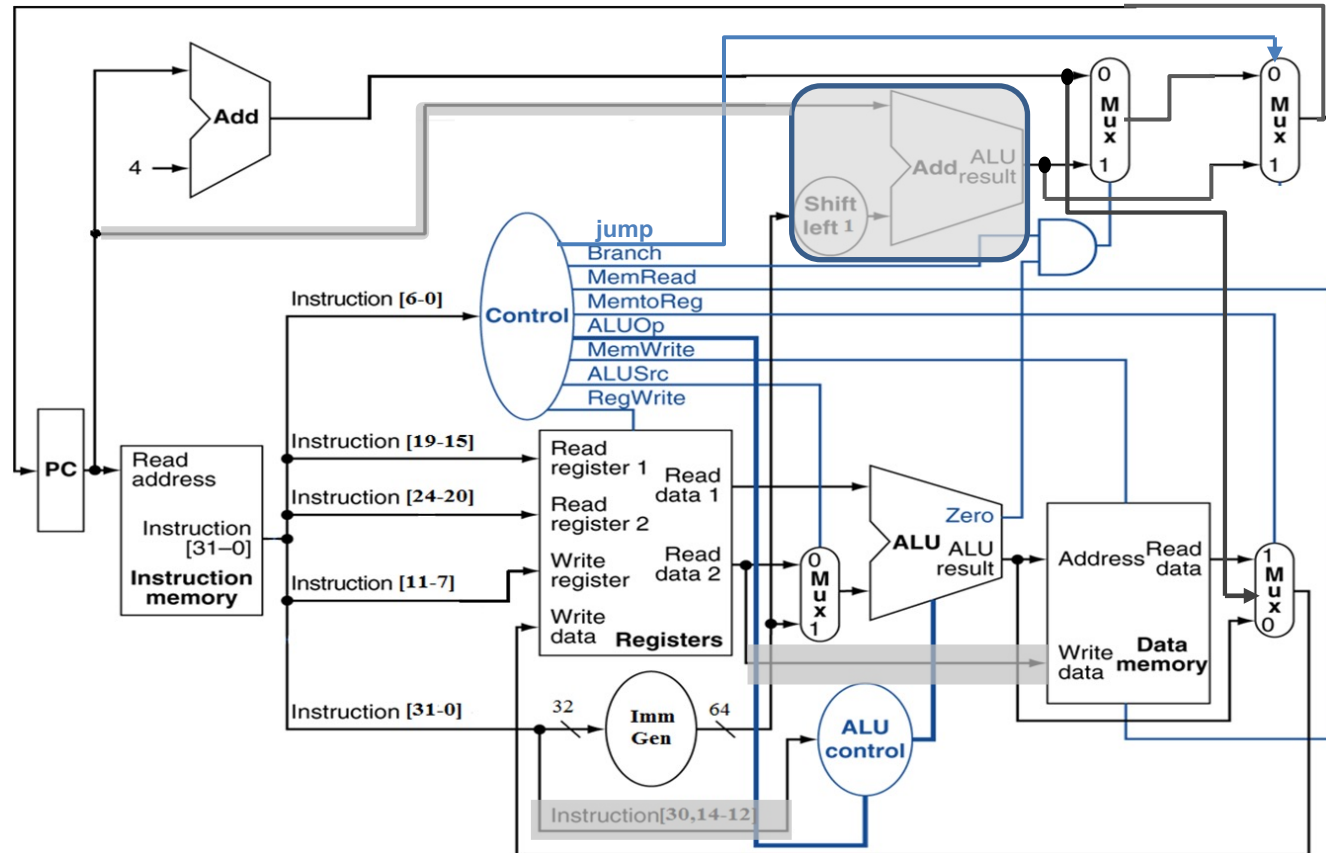 Add
4
0
Mux
1
0
Mux
1
Add
ALU
result
Shift
left 1
jump
Branch
MemRead
MemtoReg
ALUOp
MemWrite
ALUSrc
RegWrite
Control
Instruction [6-0]
PC
Read
address
Instruction
[31–0]
Instruction
memory
Instruction [19-15]
Instruction [24-20]
Instruction [11-7]
Instruction [31-0]
Read
register 1
Read
register 2
Write
register
Write
data
Read
data 1
Read
data 2
Registers
0
Mux
1
Zero
ALU
ALU
result
Address
Read
data
Write
data
Data
memory
1
Mux
0
32
Imm
Gen
64
ALU
control
Instruction[30,14-12]